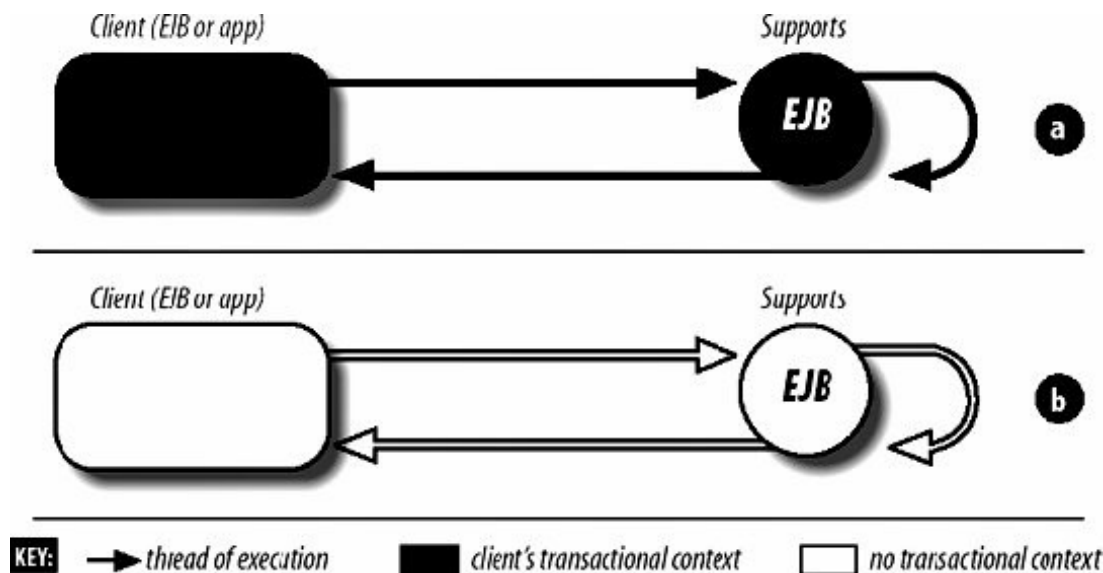 Client (EJB or app) Supports
EJB
a
Client (EJB or app) Supports
EJB
b
KEY: thread of execution client's transactional context no transactional context